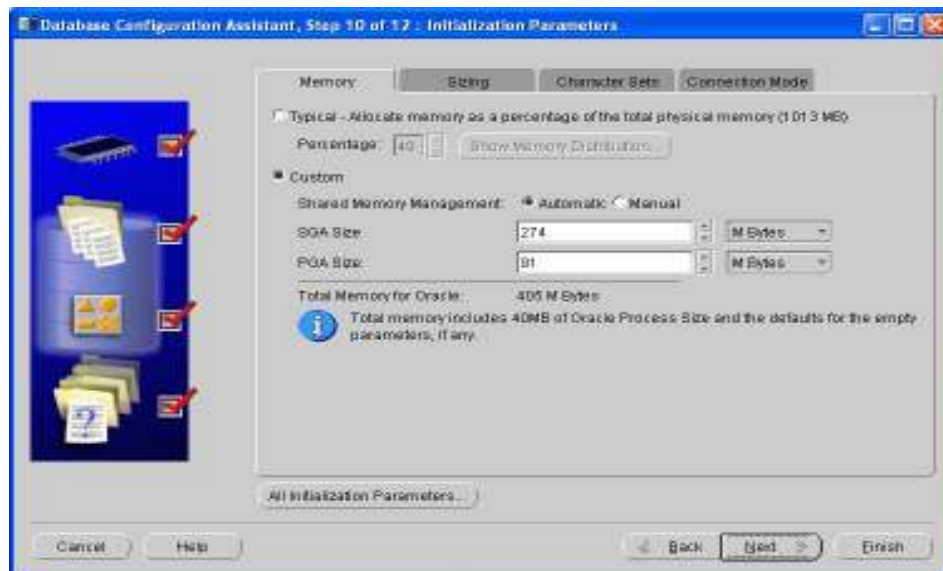 Database Configuration Assistant, Step 10 of 12 : Initialization Parameters
Memory Sizing Character Sets Connection Mode
Typical - Allocate memory as a percentage of the total physical memory (1013 MB)
Percentage: 40 Show Memory Distribution...
Custom
Shared Memory Management: Automatic Manual
SGA Size: 274 M Bytes
PGA Size: 91 M Bytes
Total Memory for Oracle: 405 M Bytes
Total memory includes 40MB of Oracle Process Size and the defaults for the empty
parameters, if any.
All Initialization Parameters...
Cancel Help Back Next Finish